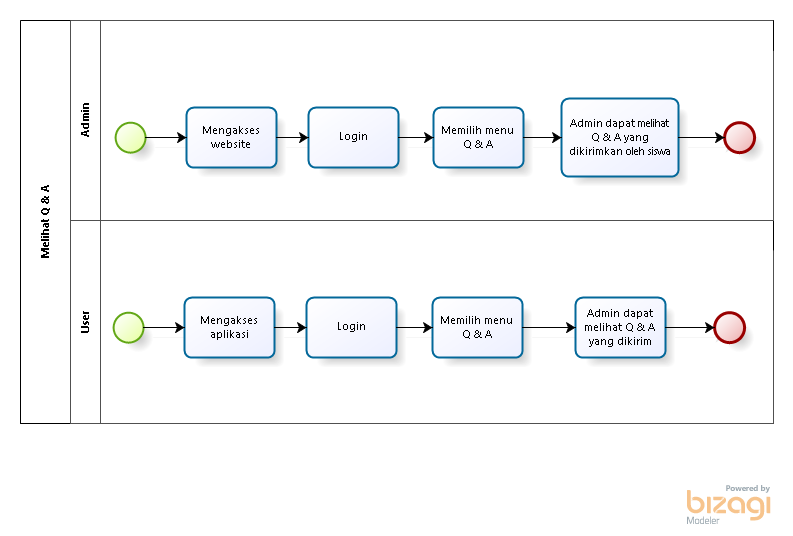 Melihat Q & A
Admin
Mengakses
website
Login
Memilih menu
Q & A
Admin dapat melihat
Q & A yang
dikirimkan oleh siswa
User
Mengakses
aplikasi
Login
Memilih menu
Q & A
Admin dapat
melihat Q & A
yang dikirim
Powered by
bizagi
Modeler